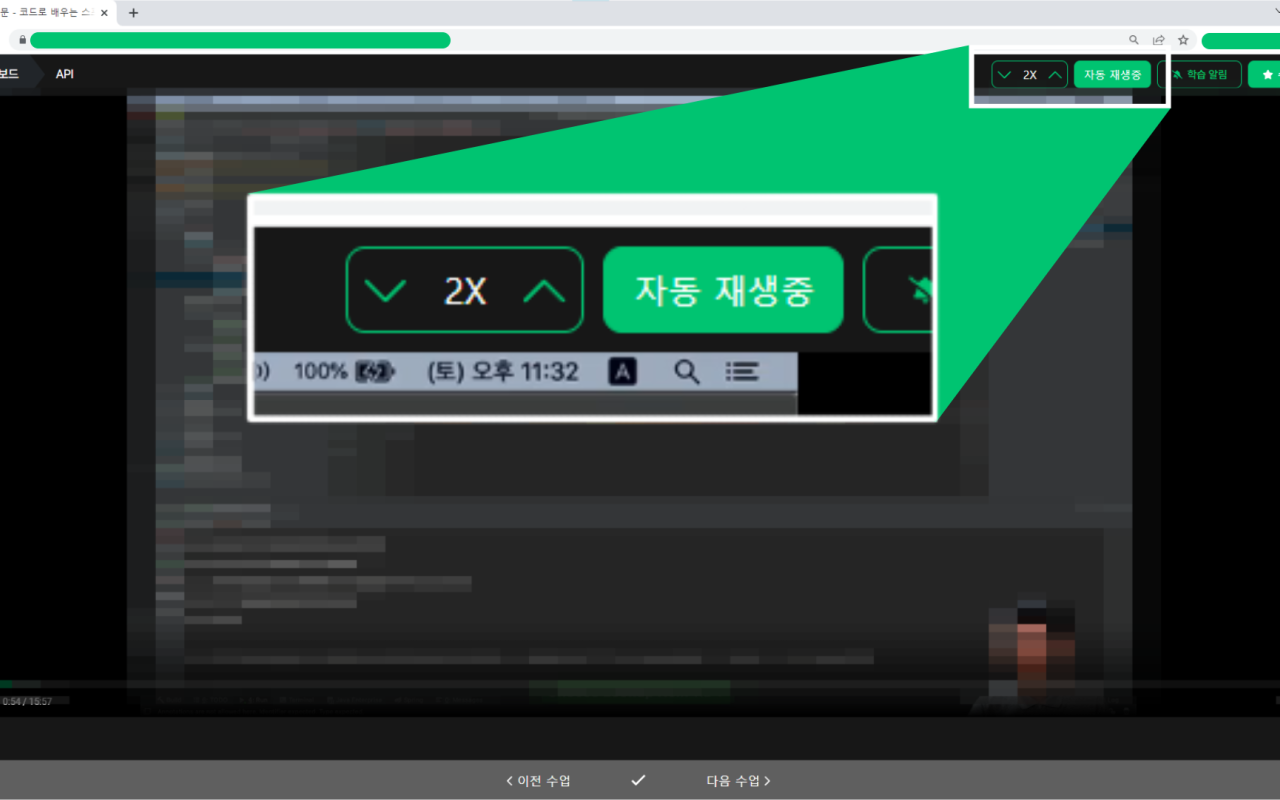 문 - 코드로 배우는 스
보드 API
2X 자동 재생중 학습 알림
2X 자동 재생중
100% (토) 오후 11:32 A
0:54 / 15:57
< 이전 수업 다음 수업 >